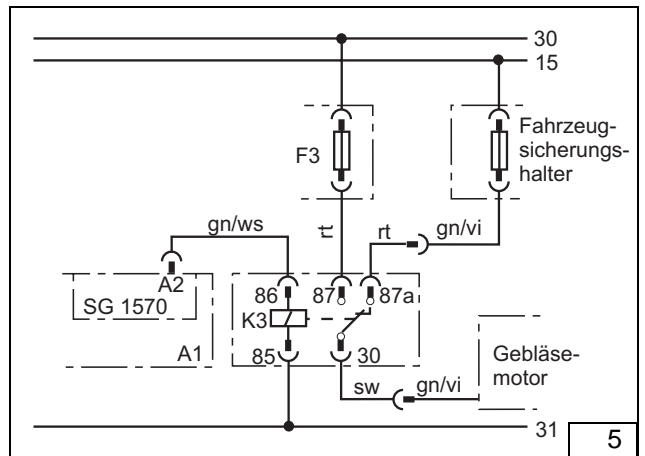 30
15
F3
Fahrzeug-
sicherungs-
halter
gn/ws
rt
rt
gn/vi
A2
SG 1570
A1
86
87
87a
K3
85
30
Gebläse-
motor
sw
gn/vi
31
5